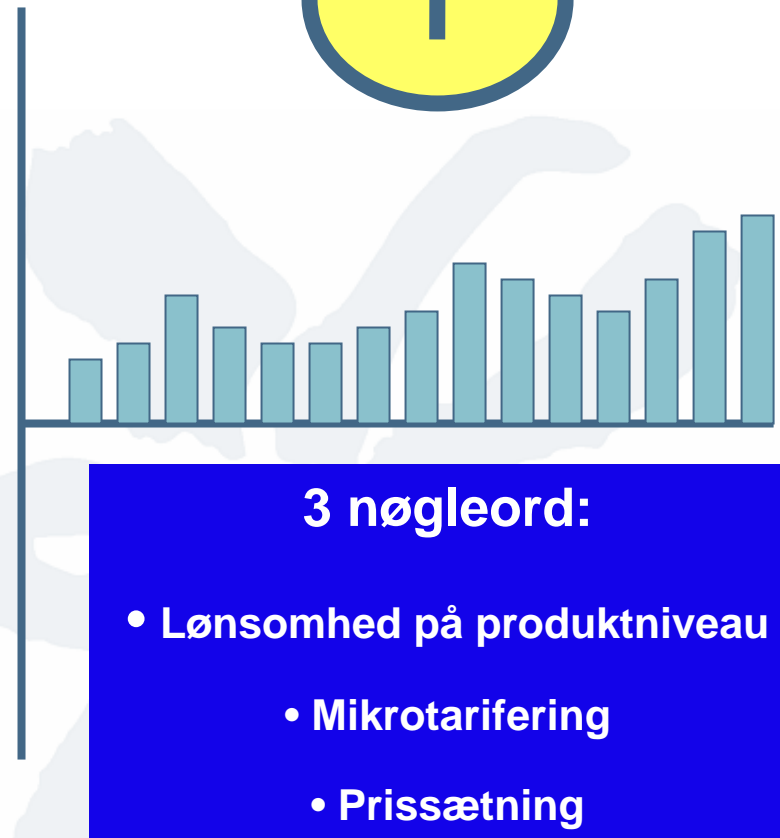 3 nøgleord:
• Lønsomhed på produktniveau
• Mikrotarifering
• Prissætning